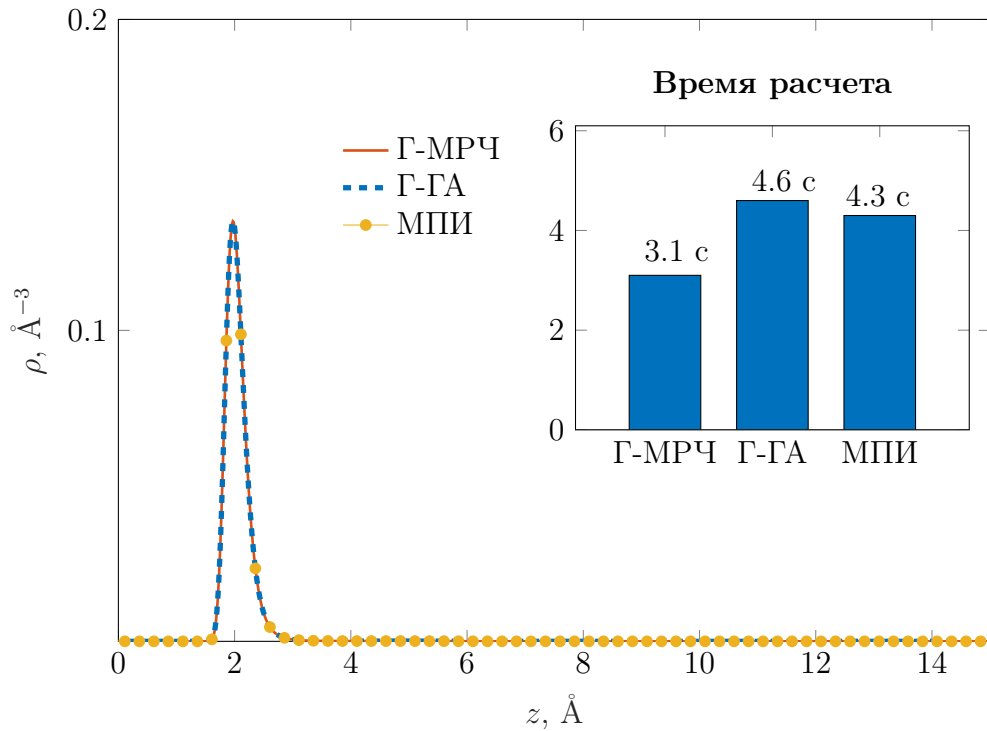 0.2
Время расчета
6
Г-МРЧ
Г-ГА
МПИ
4.6 с
4.3 с
3.1 с
4
2
0
Г-МРЧ Г-ГА МПИ
0.1
ρ, Å⁻³
0 2 4 6 8 10 12 14
z, Å